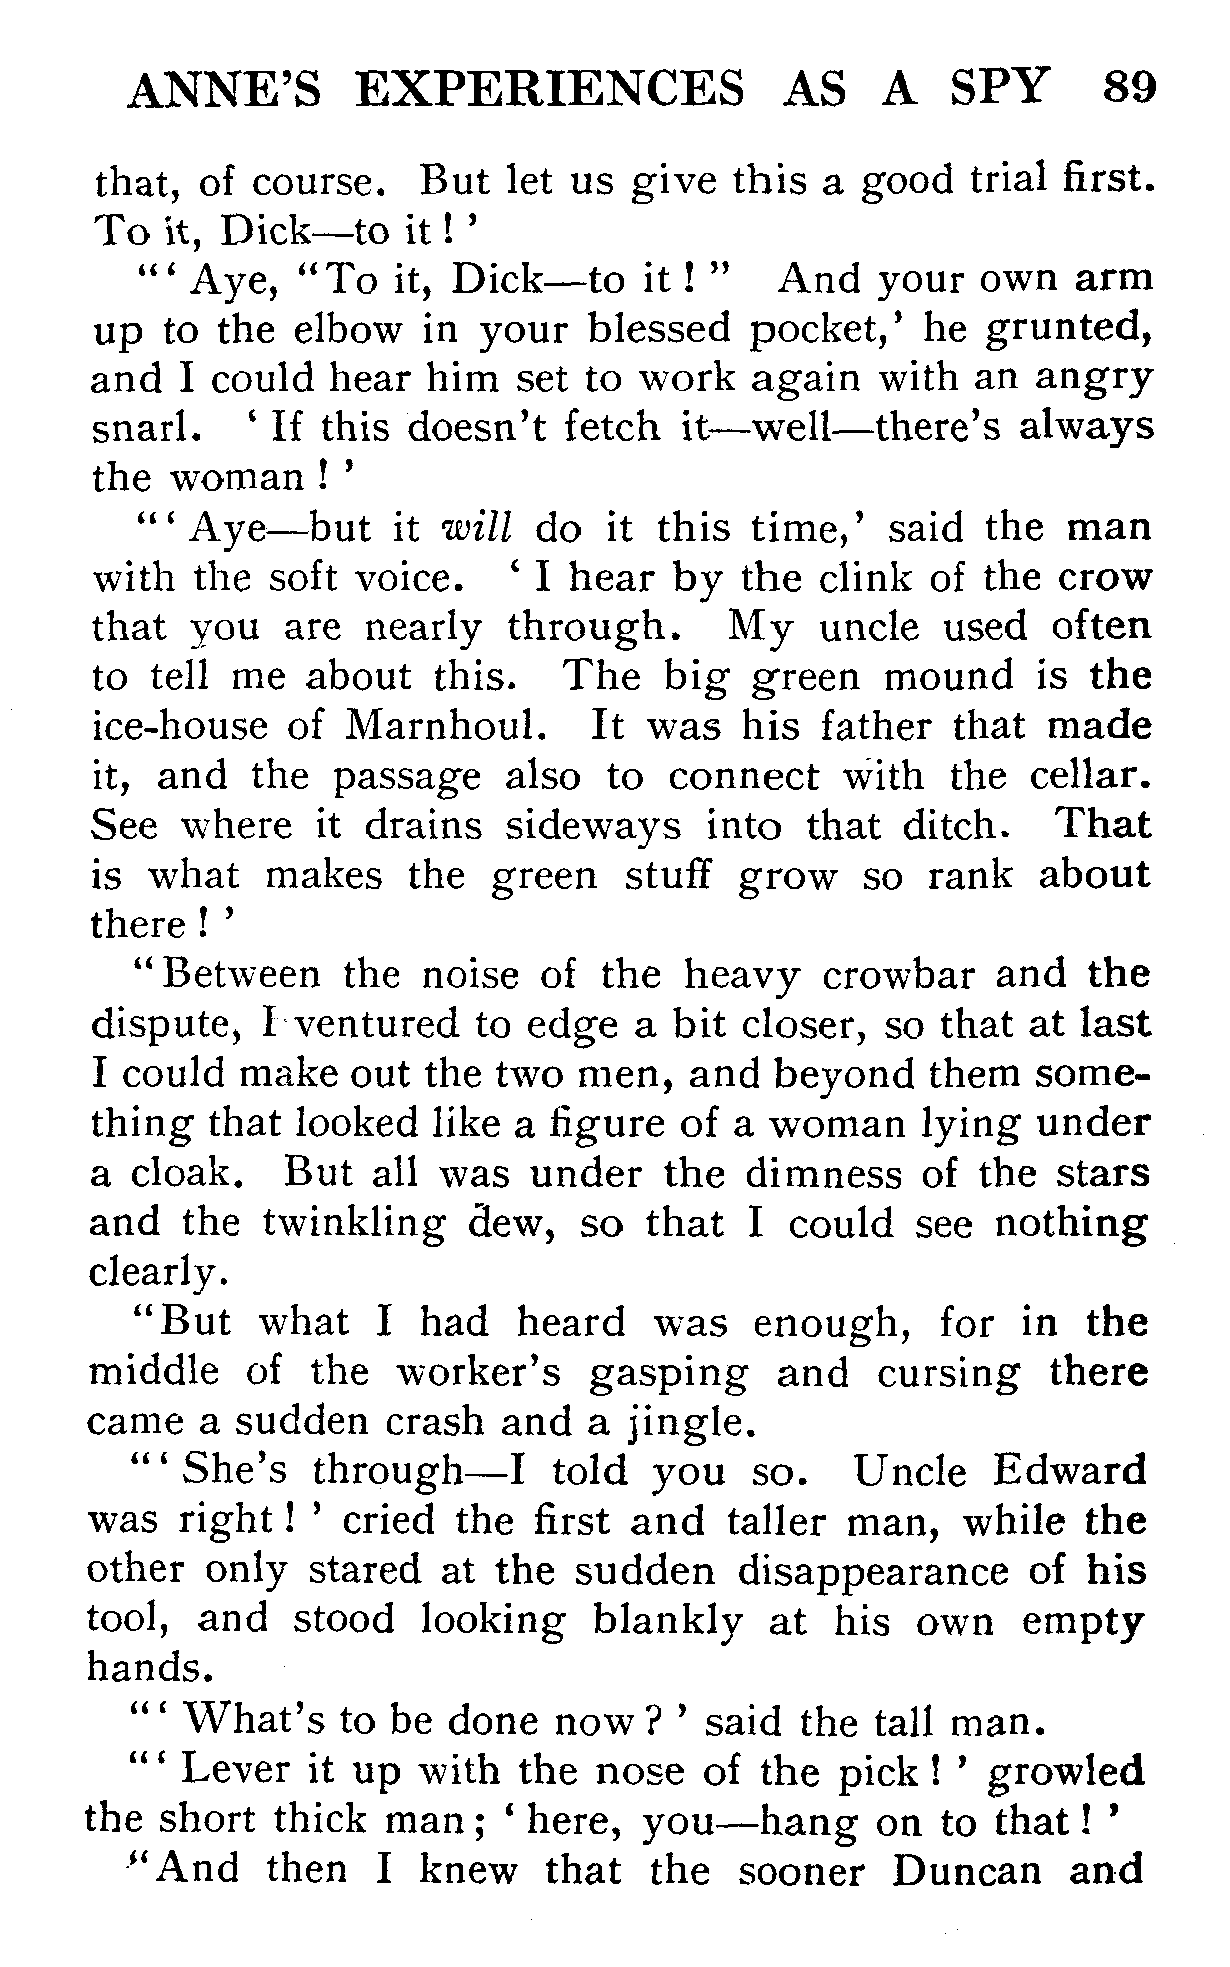 ANNE'S EXPERIENCES AS A SPY 89
that, of course. But let us give this a good trial first.
To it, Dick—to it! '
"' Aye, "To it, Dick—to it! " And your own arm
up to the elbow in your blessed pocket,' he grunted,
and I could hear him set to work again with an angry
snarl. ' If this doesn't fetch it—well—there's always
the woman ! '
"' Aye—but it will do it this time,' said the man
with the soft voice. ' I hear by the clink of the crow
that you are nearly through. My uncle used often
to tell me about this. The big green mound is the
ice-house of Marnhoul. It was his father that made
it, and the passage also to connect with the cellar.
See where it drains sideways into that ditch. That
is what makes the green stuff grow so rank about
there ! '
"Between the noise of the heavy crowbar and the
dispute, I ventured to edge a bit closer, so that at last
I could make out the two men, and beyond them some-
thing that looked like a figure of a woman lying under
a cloak. But all was under the dimness of the stars
and the twinkling dew, so that I could see nothing
clearly.
"But what I had heard was enough, for in the
middle of the worker's gasping and cursing there
came a sudden crash and a jingle.
"' She's through—I told you so. Uncle Edward
was right! ' cried the first and taller man, while the
other only stared at the sudden disappearance of his
tool, and stood looking blankly at his own empty
hands.
"' What's to be done now ? ' said the tall man.
"' Lever it up with the nose of the pick ! ' growled
the short thick man ; ' here, you—hang on to that ! '
"And then I knew that the sooner Duncan and